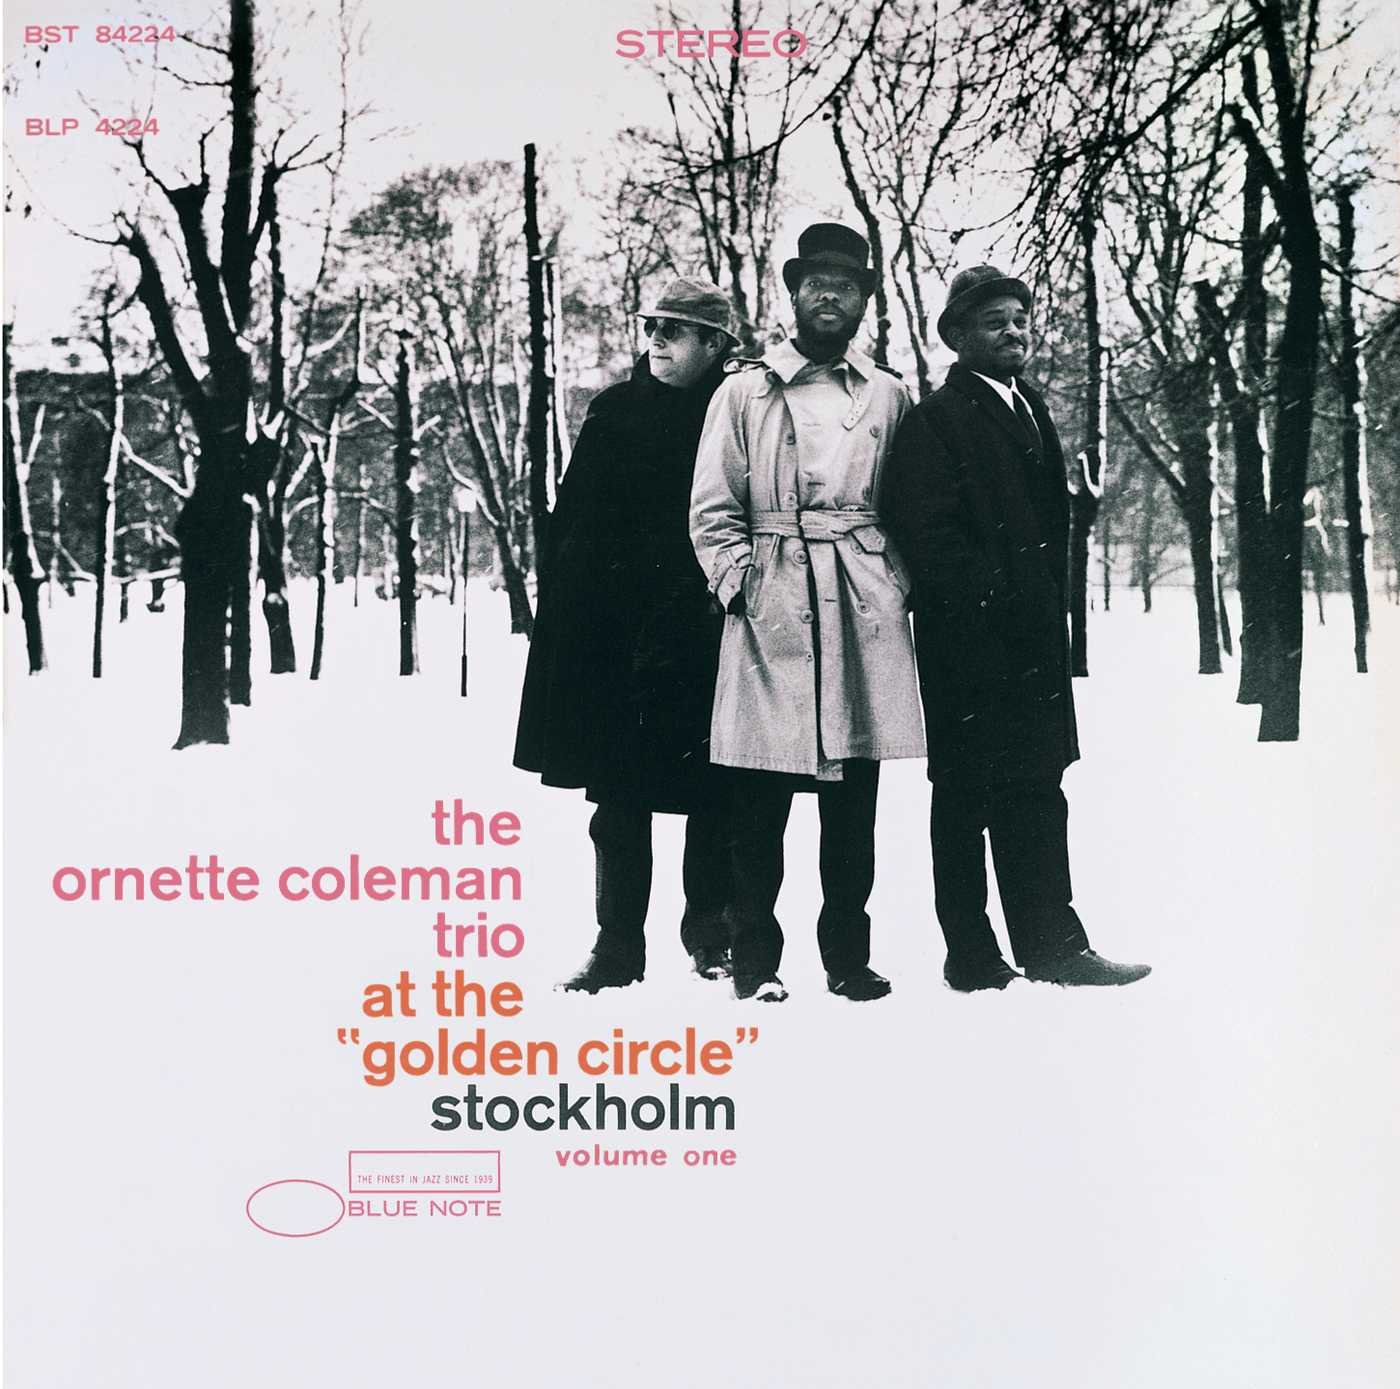 BST 84224
STEREO
BLP 4224
the
ornette coleman
trio
at the
“golden circle”
stockholm
volume one
THE FINEST IN JAZZ SINCE 1939
BLUE NOTE